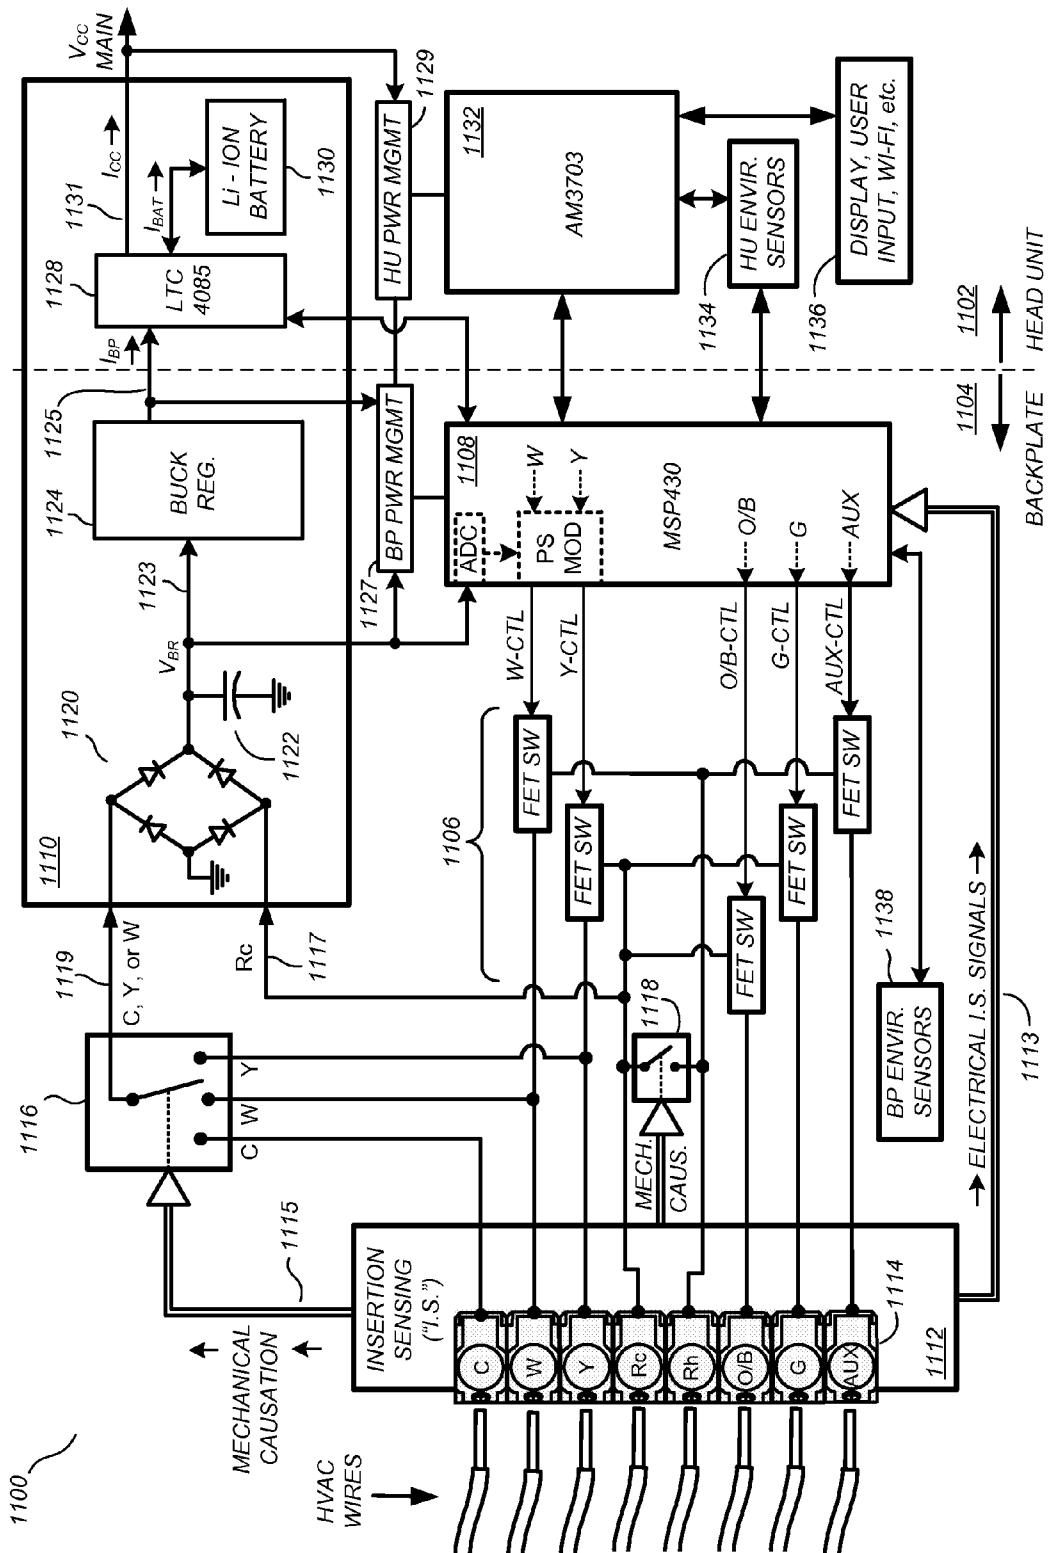 1100
HVAC
WIRES
MECHANICAL
CAUSATION
1115
INSERTION
SENSING
("I.S.")
C
W
Y
Rc
Rh
O/B
G
AUX
1114
1112
1116
C
W
Y
1119
C, Y, or W
Rc
1117
MECH.
CAUS.
1118
1106
FET SW
FET SW
FET SW
FET SW
FET SW
BP ENVIR.
SENSORS
1138
ELECTRICAL I.S. SIGNALS
1113
1110
1120
1122
VBR
1123
1124
BUCK
REG.
1125
IBP
1127
BP PWR MGMT
W-CTL
Y-CTL
O/B-CTL
G-CTL
AUX-CTL
ADC
1108
PS
MOD
W
Y
MSP430
O/B
G
AUX
1128
LTC
4085
1131
ICC
IBAT
Li - ION
BATTERY
1130
VCC
MAIN
HU PWR MGMT
1129
1132
AM3703
1134
HU ENVIR.
SENSORS
1136
DISPLAY, USER
INPUT, WI-FI, etc.
1104
BACKPLATE
1102
HEAD UNIT